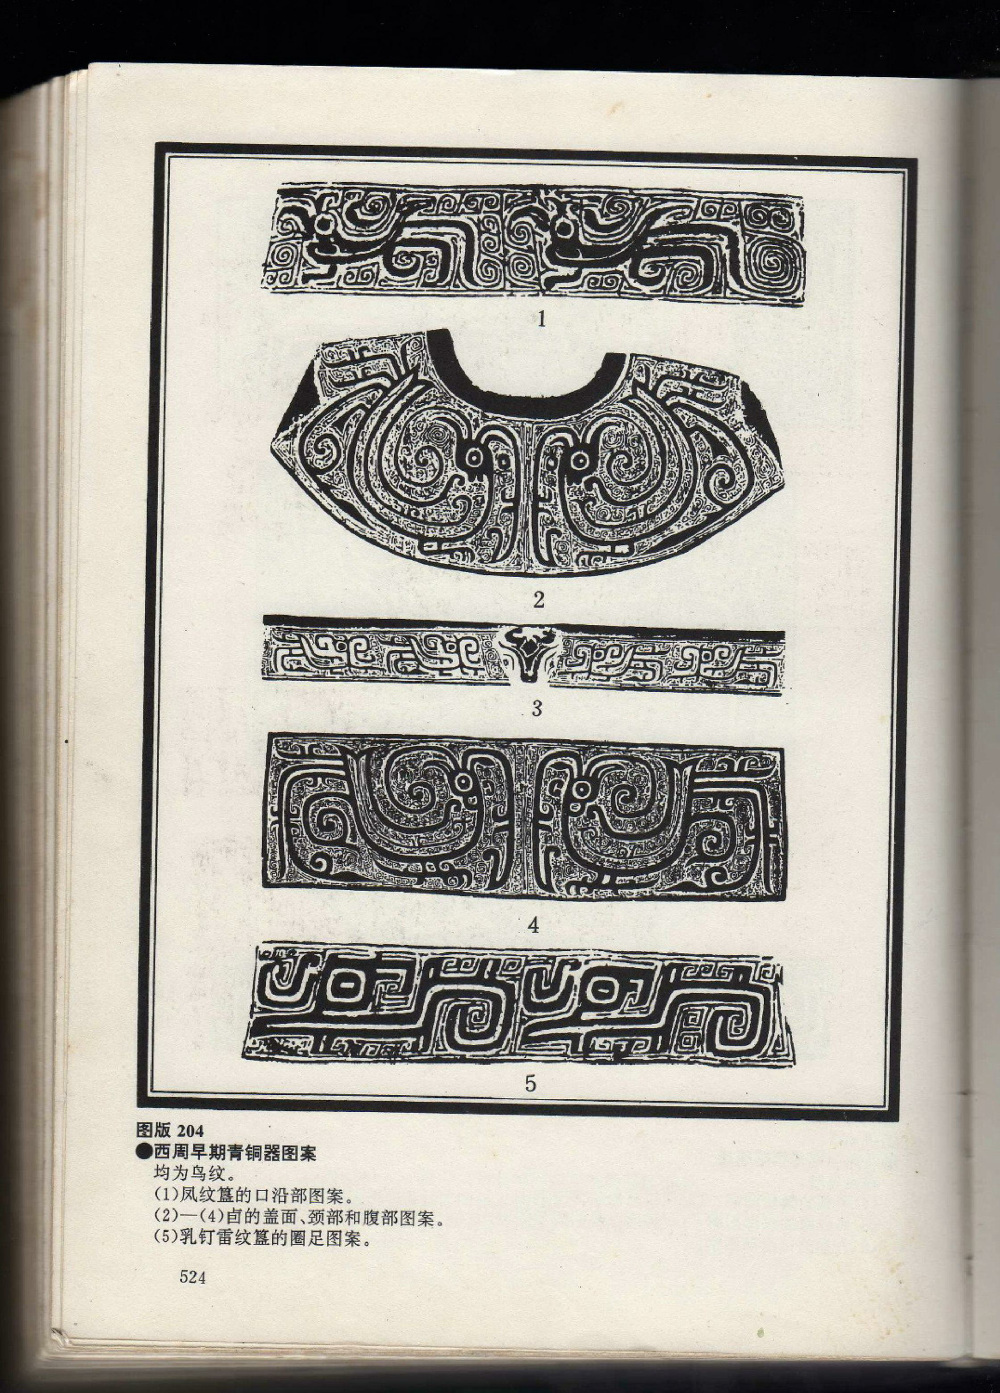 1
2
3
4
5
图版 204
●西周早期青铜器图案
均为鸟纹。
(1)凤纹簋的口沿部图案。
(2)—(4)卣的盖面、颈部和腹部图案。
(5)乳钉雷纹簋的圈足图案。
524